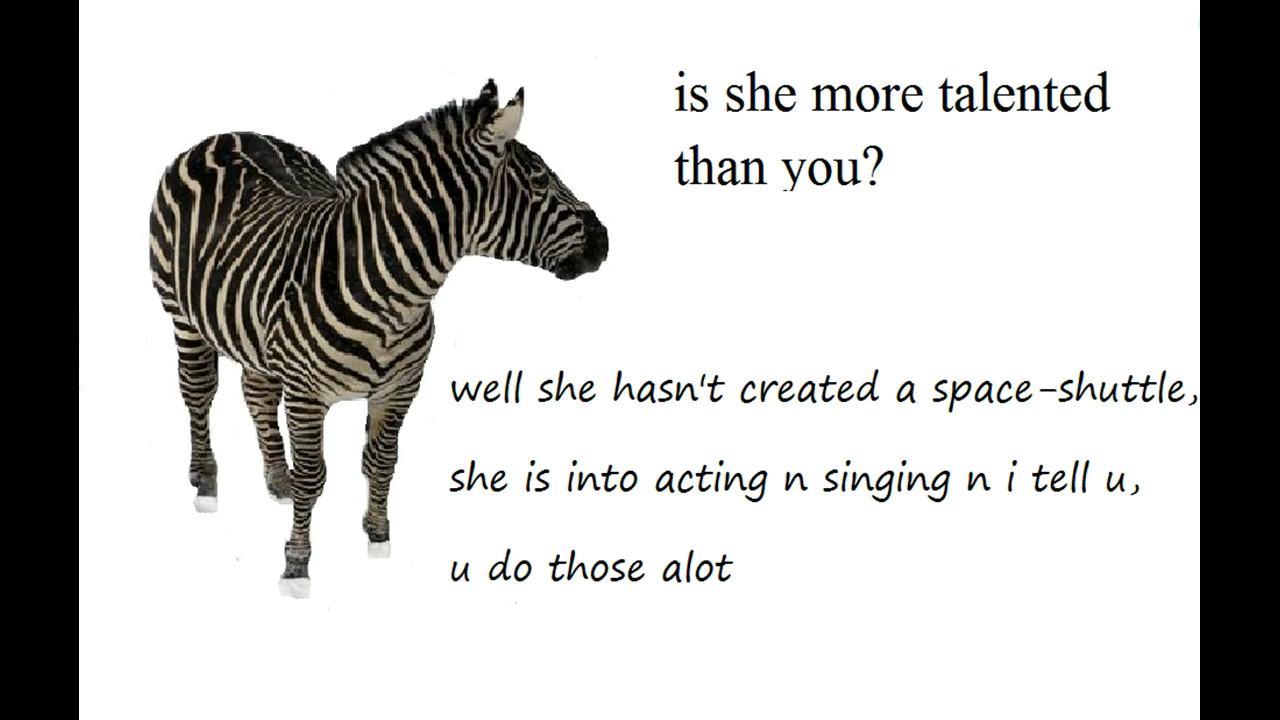 is she more talented
than you?
well she hasn't created a space-shuttle,
she is into acting n singing n i tell u,
u do those alot